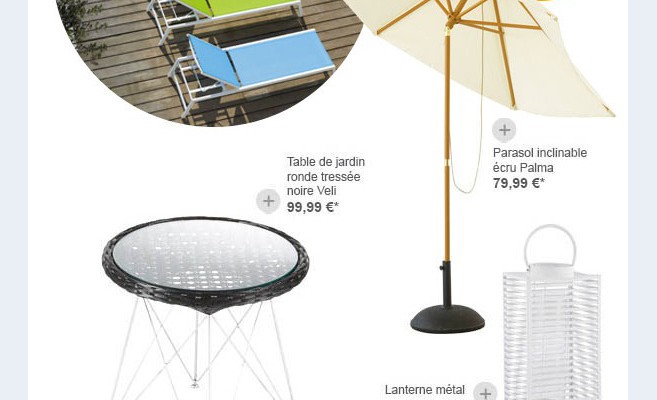 Parasol inclinable
écru Palma
79,99 €*
Table de jardin
ronde tressée
noire Veli
99,99 €*
Lanterne métal